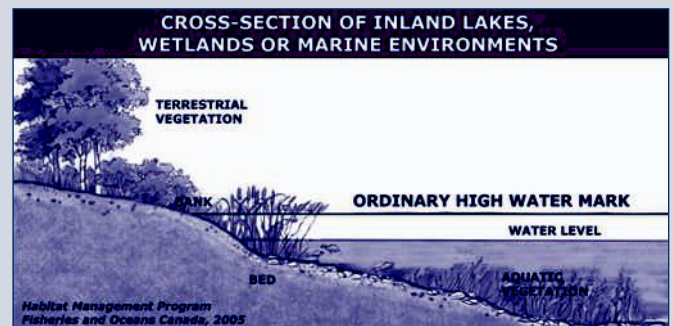 CROSS-SECTION OF INLAND LAKES,
WETLANDS OR MARINE ENVIRONMENTS
TERRESTRIAL
VEGETATION
BANK
ORDINARY HIGH WATER MARK
WATER LEVEL
BED
AQUATIC
VEGETATION
Habitat Management Program
Fisheries and Oceans Canada, 2005